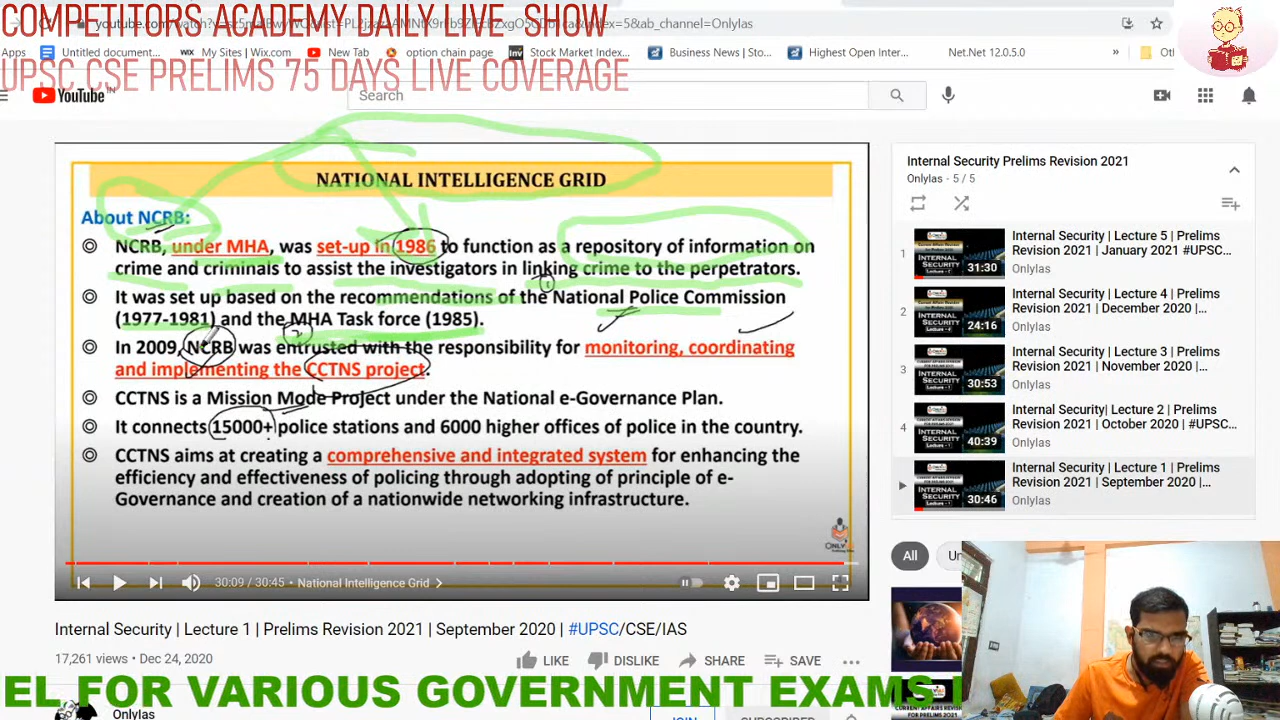 COMPETITORS ACADEMY DAILY LIVE SHOW
UPSC CSE PRELIMS 75 DAYS LIVE COVERAGE
Apps Untitled document... My Sites | Wix.com New Tab option chain page Stock Market Index... Business News | Sto... Highest Open Inter... Net.Net 12.0.5.0 »
YouTube
Search
NATIONAL INTELLIGENCE GRID
About NCRB:
NCRB, under MHA, was set-up in 1986 to function as a repository of information on
crime and criminals to assist the investigators in linking crime to the perpetrators.
It was set up based on the recommendations of the National Police Commission
(1977-1981) and the MHA Task force (1985).
In 2009, NCRB was entrusted with the responsibility for monitoring, coordinating
and implementing the CCTNS project.
CCTNS is a Mission Mode Project under the National e-Governance Plan.
It connects 15000+ police stations and 6000 higher offices of police in the country.
CCTNS aims at creating a comprehensive and integrated system for enhancing the
efficiency and effectiveness of policing through adopting of principle of e-
Governance and creation of a nationwide networking infrastructure.
30:09 / 30:45 • National Intelligence Grid
Internal Security | Lecture 1 | Prelims Revision 2021 | September 2020 | #UPSC/CSE/IAS
17,261 views • Dec 24, 2020
LIKE DISLIKE SHARE SAVE
EL FOR VARIOUS GOVERNMENT EXAMS
OnlyIas
JOIN SUBSCRIBED
Internal Security Prelims Revision 2021
OnlyIas - 5 / 5
1
31:30
Internal Security | Lecture 5 | Prelims
Revision 2021 | January 2021 #UPSC...
OnlyIas
2
24:16
Internal Security | Lecture 4 | Prelims
Revision 2021 | December 2020 |...
OnlyIas
3
30:53
Internal Security | Lecture 3 | Prelims
Revision 2021 | November 2020 |...
OnlyIas
4
40:39
Internal Security| Lecture 2 | Prelims
Revision 2021 | October 2020 | #UPSC...
OnlyIas
30:46
Internal Security | Lecture 1 | Prelims
Revision 2021 | September 2020 |...
OnlyIas
All